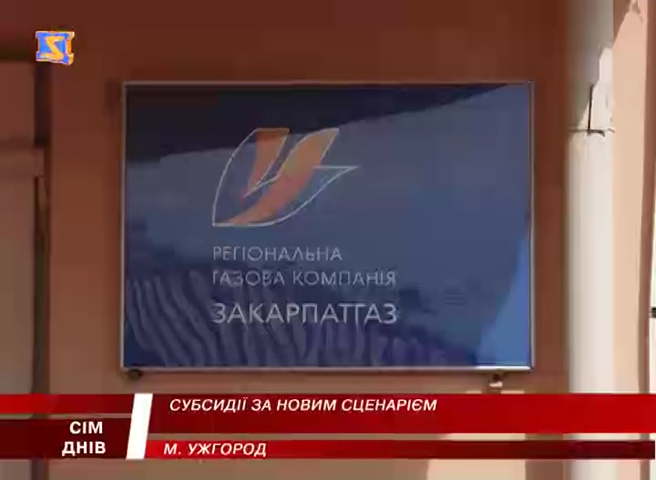 РЕГІОНАЛЬНА
ГАЗОВА КОМПАНІЯ
ЗАКАРПАТГАЗ
СУБСИДІЇ ЗА НОВИМ СЦЕНАРІЄМ
СІМ
ДНІВ
М. УЖГОРОД